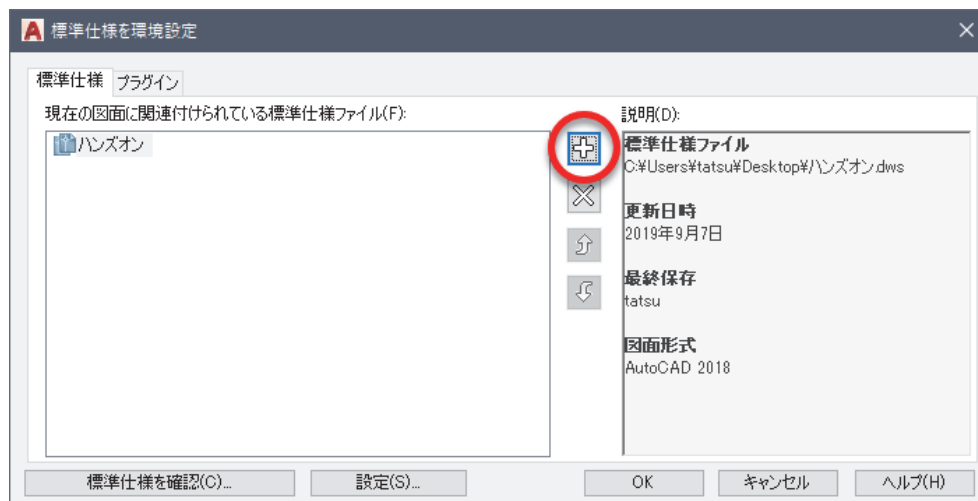 標準仕様を環境設定
標準仕様 プラグイン
現在の図面に関連付けられている標準仕様ファイル(F):
ハンズオン
説明(D):
標準仕様ファイル
C:¥Users¥tatsu¥Desktop¥ハンズオン.dws
更新日時
2019年9月7日
最終保存
tatsu
図面形式
AutoCAD 2018
標準仕様を確認(C)... 設定(S)... OK キャンセル ヘルプ(H)